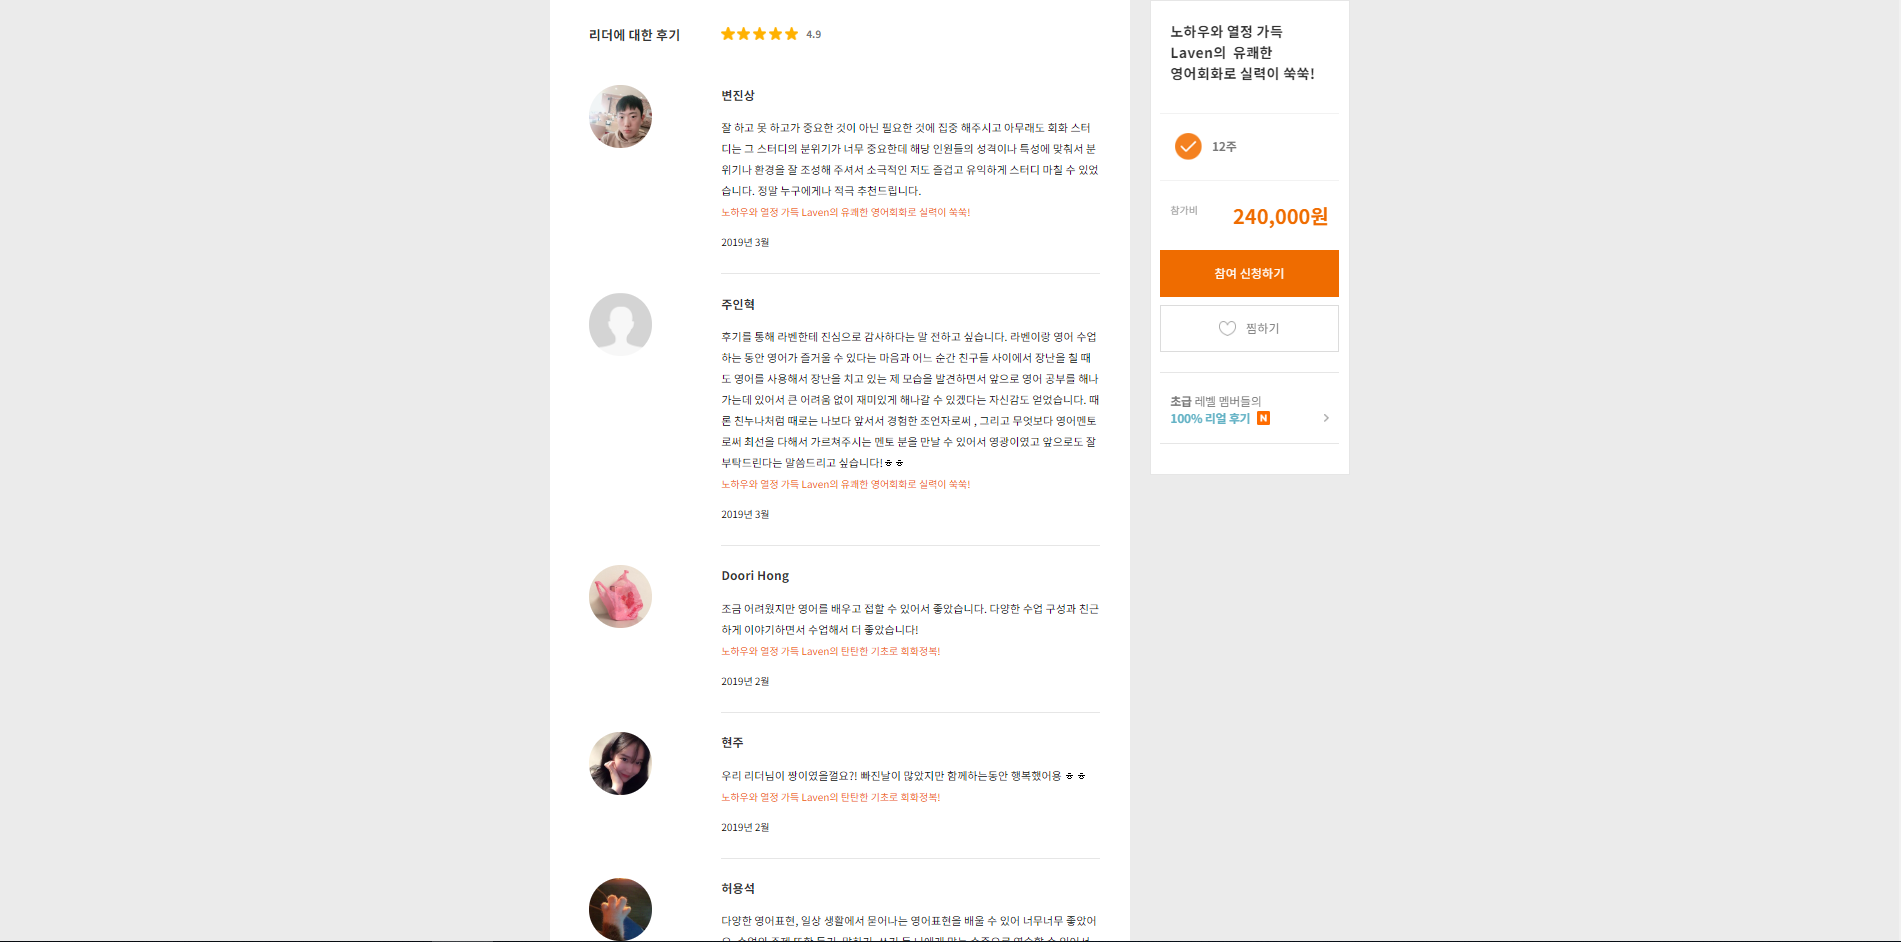 리더에 대한 후기
4.9
변진상
잘 하고 못 하고가 중요한 것이 아닌 필요한 것에 집중 해주시고 아무래도 회화 스터
디는 그 스터디의 분위기가 너무 중요한데 해당 인원들의 성격이나 특성에 맞춰서 분
위기나 환경을 잘 조성해 주셔서 소극적인 저도 즐겁고 유익하게 스터디 마칠 수 있었
습니다. 정말 누구에게나 적극 추천드립니다.
노하우와 열정 가득 Laven의 유쾌한 영어회화로 실력이 쑥쑥!
2019년 3월
주인혁
후기를 통해 라벤한테 진심으로 감사하다는 말 전하고 싶습니다. 라벤이랑 영어 수업
하는 동안 영어가 즐거울 수 있다는 마음과 어느 순간 친구들 사이에서 장난을 칠 때
도 영어를 사용해서 장난을 치고 있는 제 모습을 발견하면서 앞으로 영어 공부를 해나
가는데 있어서 큰 어려움 없이 재미있게 해나갈 수 있겠다는 자신감도 얻었습니다. 때
론 친누나처럼 때로는 나보다 앞서서 경험한 조언자로써 , 그리고 무엇보다 영어멘토
로써 최선을 다해서 가르쳐주시는 멘토 분을 만날 수 있어서 영광이였고 앞으로도 잘
부탁드린다는 말씀드리고 싶습니다!ㅎㅎ
노하우와 열정 가득 Laven의 유쾌한 영어회화로 실력이 쑥쑥!
2019년 3월
Doori Hong
조금 어려웠지만 영어를 배우고 접할 수 있어서 좋았습니다. 다양한 수업 구성과 친근
하게 이야기하면서 수업해서 더 좋았습니다!
노하우와 열정 가득 Laven의 탄탄한 기초로 회화정복!
2019년 2월
현주
우리 리더님이 짱이였을껄요?! 빠진날이 많았지만 함께하는동안 행복했어용 ㅎㅎ
노하우와 열정 가득 Laven의 탄탄한 기초로 회화정복!
2019년 2월
허용석
다양한 영어표현, 일상 생활에서 묻어나는 영어표현을 배울 수 있어 너무너무 좋았어
노하우와 열정 가득
Laven의 유쾌한
영어회화로 실력이 쑥쑥!
12주
참가비
240,000원
참여 신청하기
찜하기
초급 레벨 멤버들의
100% 리얼 후기 N